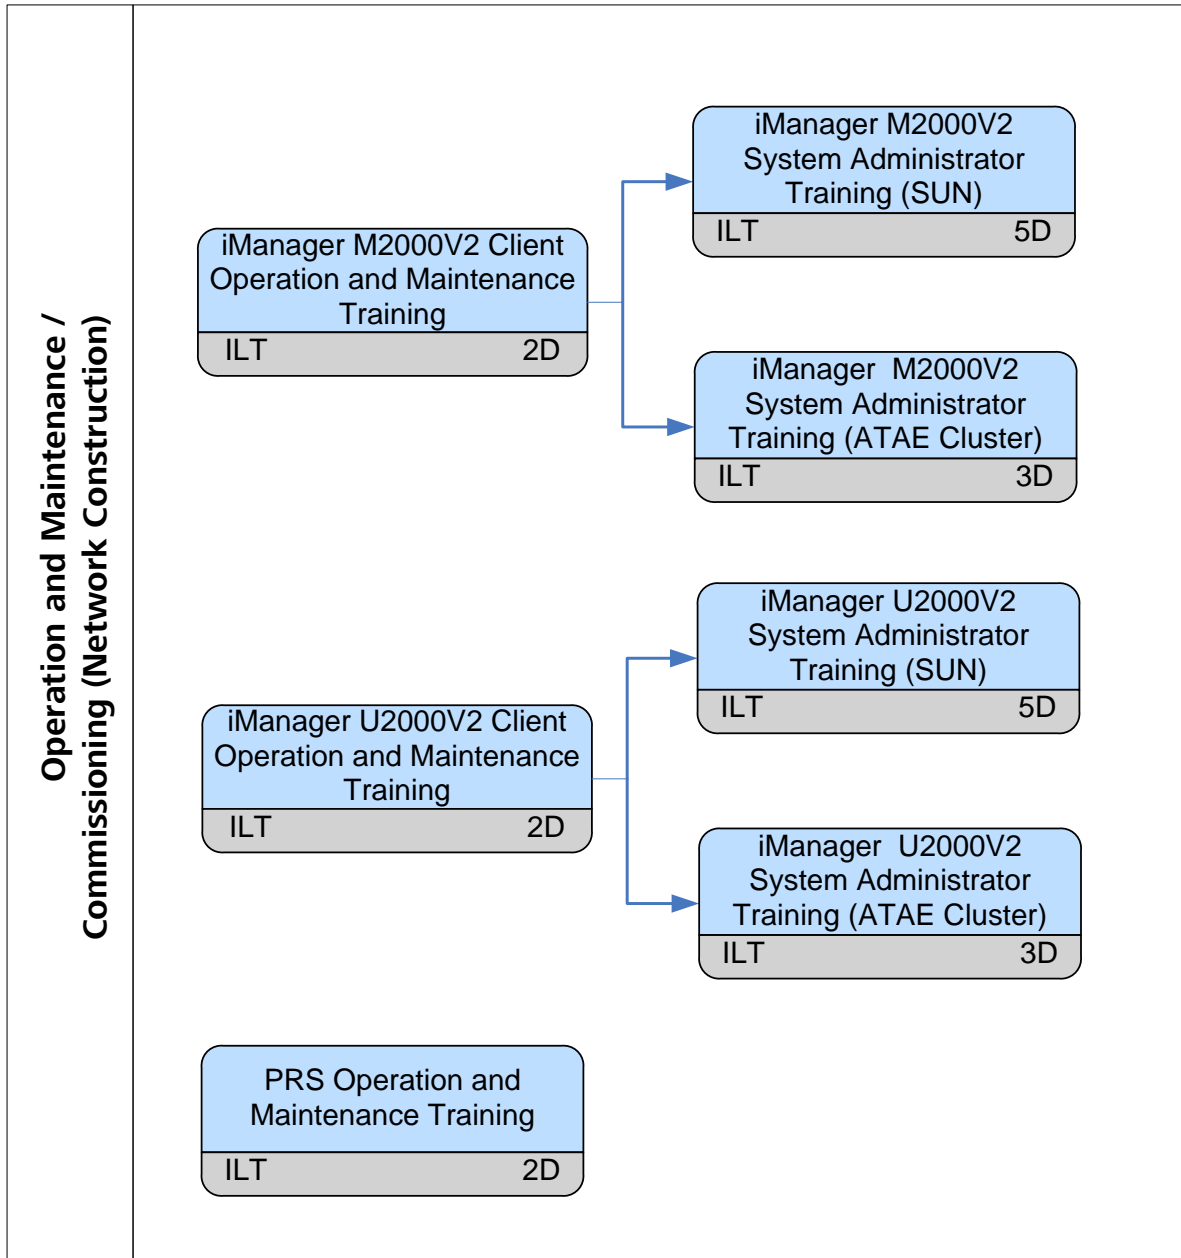 Operation and Maintenance /
Commissioning (Network Construction)
iManager M2000V2 Client
Operation and Maintenance
Training
ILT 2D
iManager M2000V2
System Administrator
Training (SUN)
ILT 5D
iManager M2000V2
System Administrator
Training (ATAE Cluster)
ILT 3D
iManager U2000V2 Client
Operation and Maintenance
Training
ILT 2D
iManager U2000V2
System Administrator
Training (SUN)
ILT 5D
iManager U2000V2
System Administrator
Training (ATAE Cluster)
ILT 3D
PRS Operation and
Maintenance Training
ILT 2D